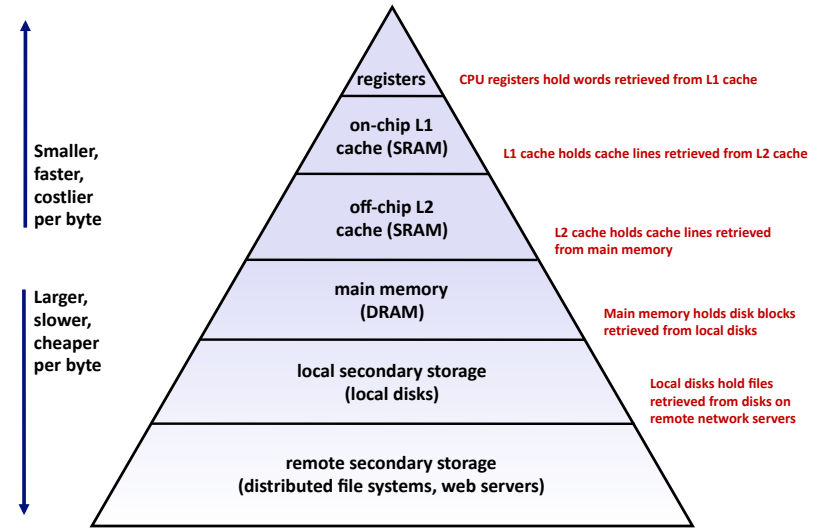 registers
CPU registers hold words retrieved from L1 cache
on-chip L1
cache (SRAM)
L1 cache holds cache lines retrieved from L2 cache
Smaller,
faster,
costlier
per byte
off-chip L2
cache (SRAM)
L2 cache holds cache lines retrieved
from main memory
Larger,
slower,
cheaper
per byte
main memory
(DRAM)
Main memory holds disk blocks
retrieved from local disks
local secondary storage
(local disks)
Local disks hold files
retrieved from disks on
remote network servers
remote secondary storage
(distributed file systems, web servers)